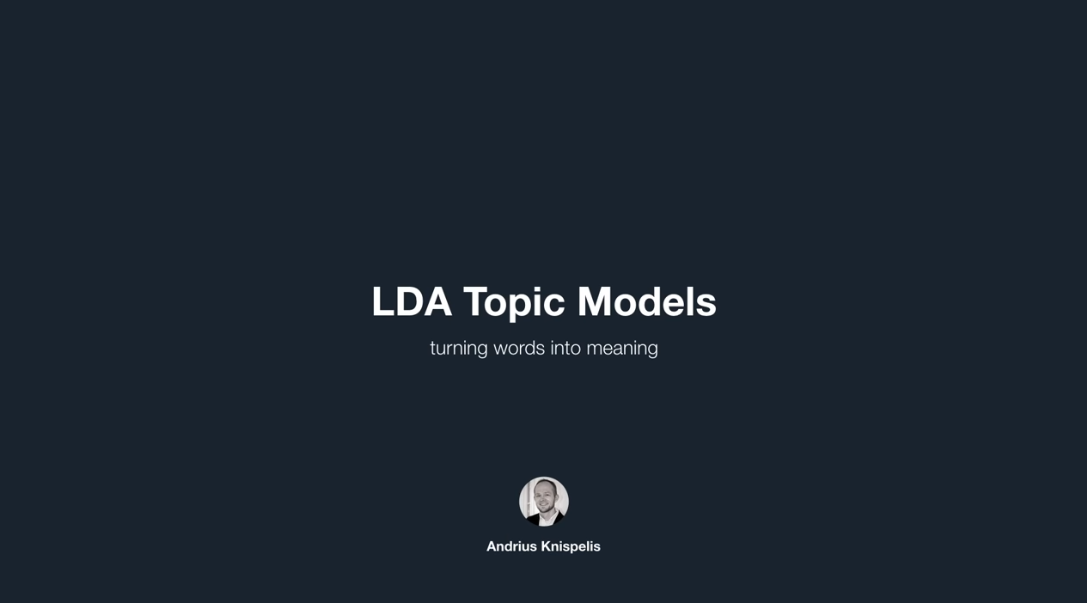 LDA Topic Models
turning words into meaning
Andrius Knispelis